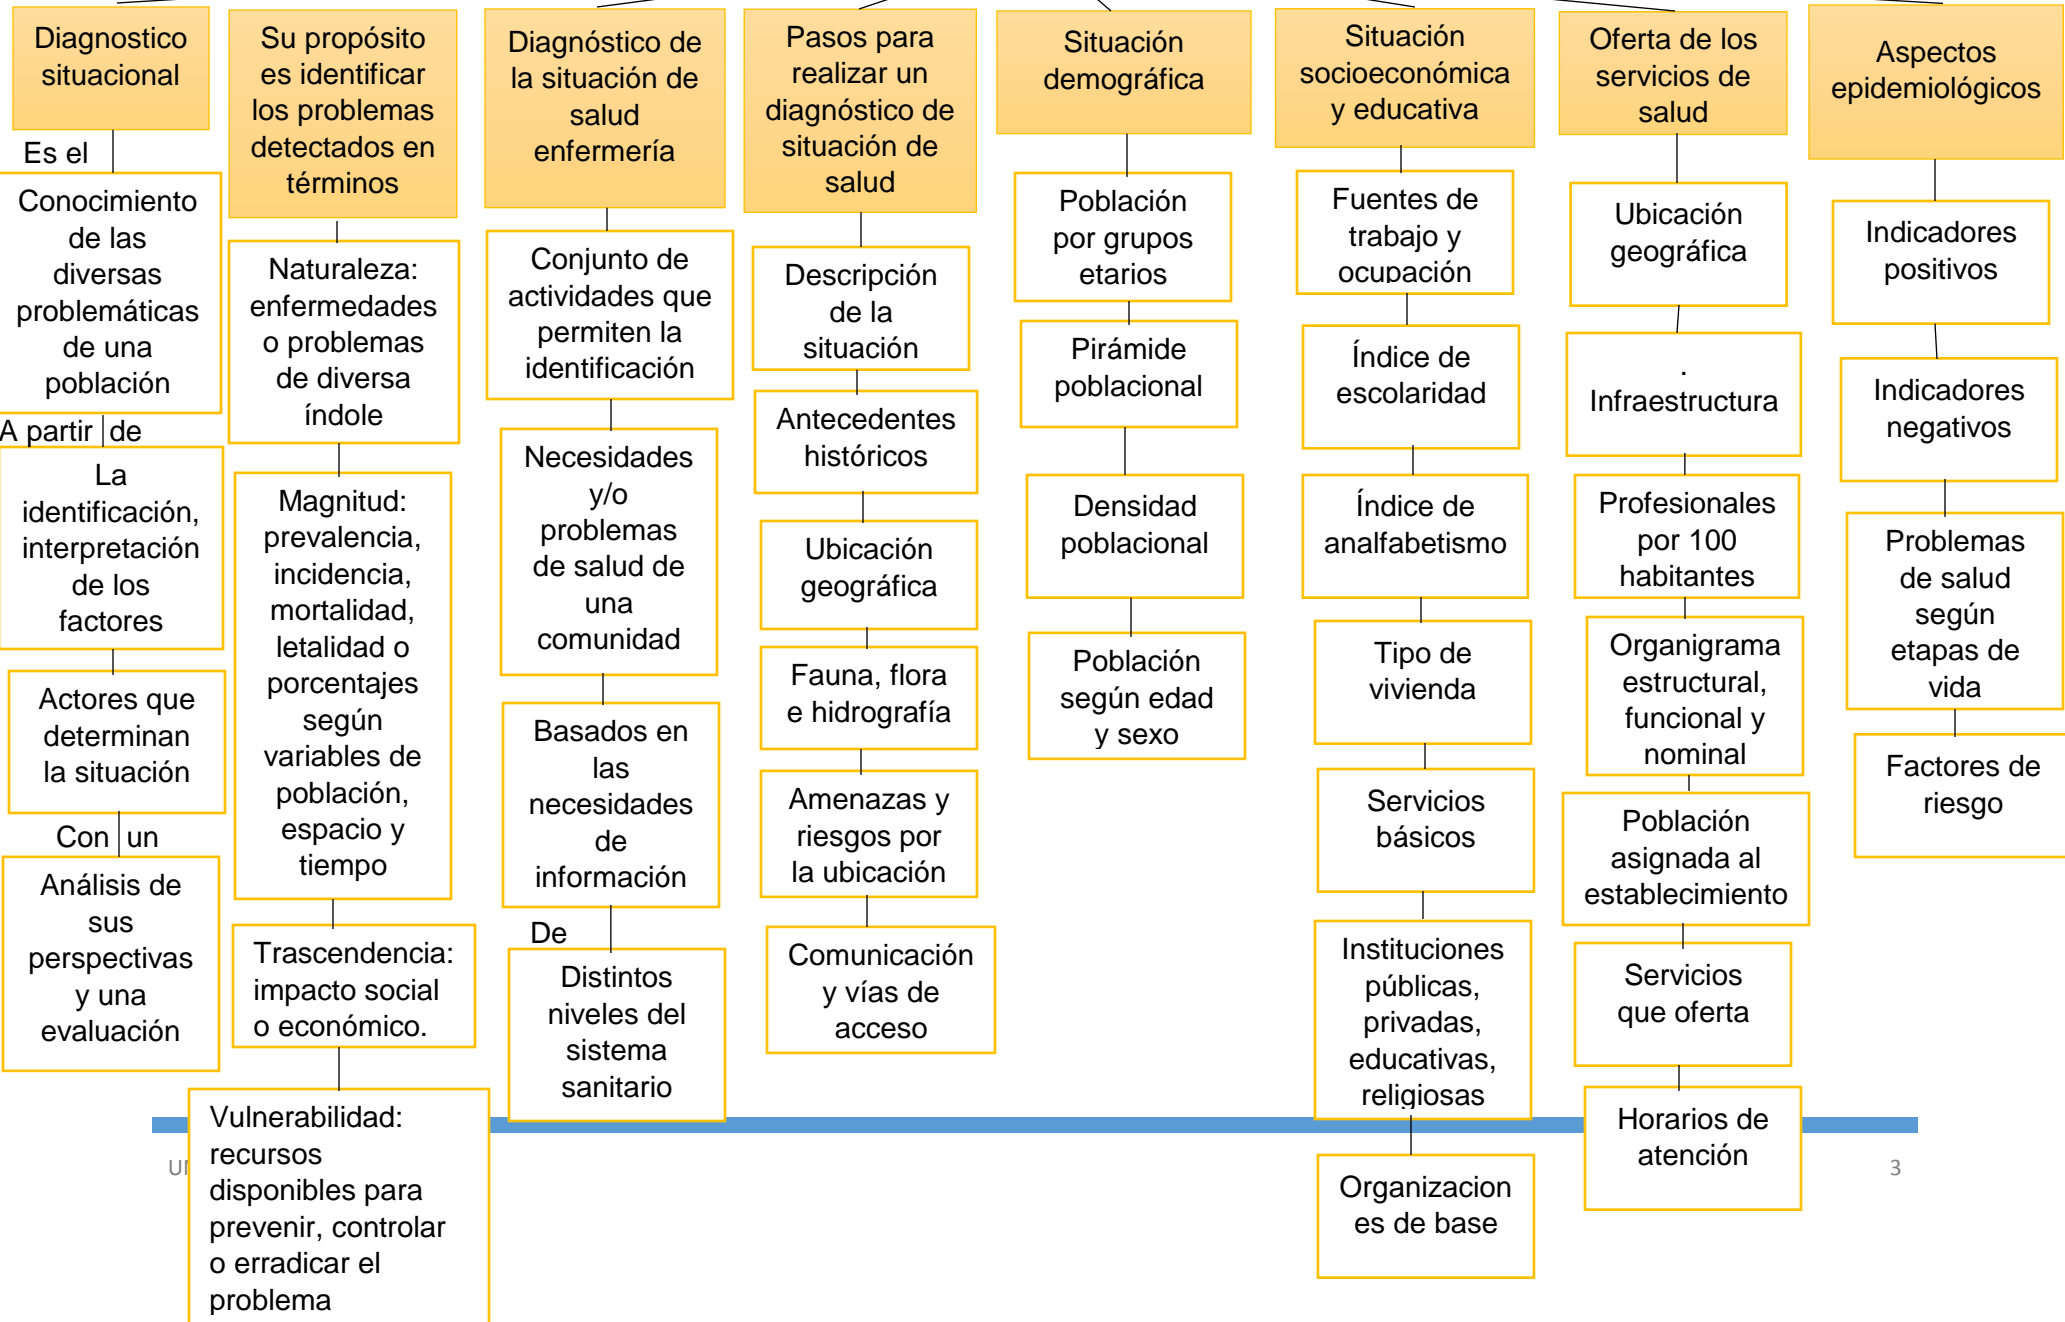 Diagnostico
situacional
Es el
Conocimiento
de las
diversas
problemáticas
de una
población
A partir de
La
identificación,
interpretación
de los
factores
Actores que
determinan
la situación
Con un
Análisis de
sus
perspectivas
y una
evaluación
Su propósito
es identificar
los problemas
detectados en
términos
Naturaleza:
enfermedades
o problemas
de diversa
índole
Magnitud:
prevalencia,
incidencia,
mortalidad,
letalidad o
porcentajes
según
variables de
población,
espacio y
tiempo
Trascendencia:
impacto social
o económico.
Vulnerabilidad:
recursos
disponibles para
prevenir, controlar
o erradicar el
problema
Diagnóstico de
la situación de
salud
enfermería
Conjunto de
actividades que
permiten la
identificación
Necesidades
y/o
problemas
de salud de
una
comunidad
Basados en
las
necesidades
de
información
De
Distintos
niveles del
sistema
sanitario
Pasos para
realizar un
diagnóstico de
situación de
salud
Descripción
de la
situación
Antecedentes
históricos
Ubicación
geográfica
Fauna, flora
e hidrografía
Amenazas y
riesgos por
la ubicación
Comunicación
y vías de
acceso
Situación
demográfica
Población
por grupos
etarios
Pirámide
poblacional
Densidad
poblacional
Población
según edad
y sexo
Situación
socioeconómica
y educativa
Fuentes de
trabajo y
ocupación
Índice de
escolaridad
Índice de
analfabetismo
Tipo de
vivienda
Servicios
básicos
Instituciones
públicas,
privadas,
educativas,
religiosas
Organizacion
es de base
Oferta de los
servicios de
salud
Ubicación
geográfica
.
Infraestructura
Profesionales
por 100
habitantes
Organigrama
estructural,
funcional y
nominal
Población
asignada al
establecimiento
Servicios
que oferta
Horarios de
atención
Aspectos
epidemiológicos
Indicadores
positivos
Indicadores
negativos
Problemas
de salud
según
etapas de
vida
Factores de
riesgo
3